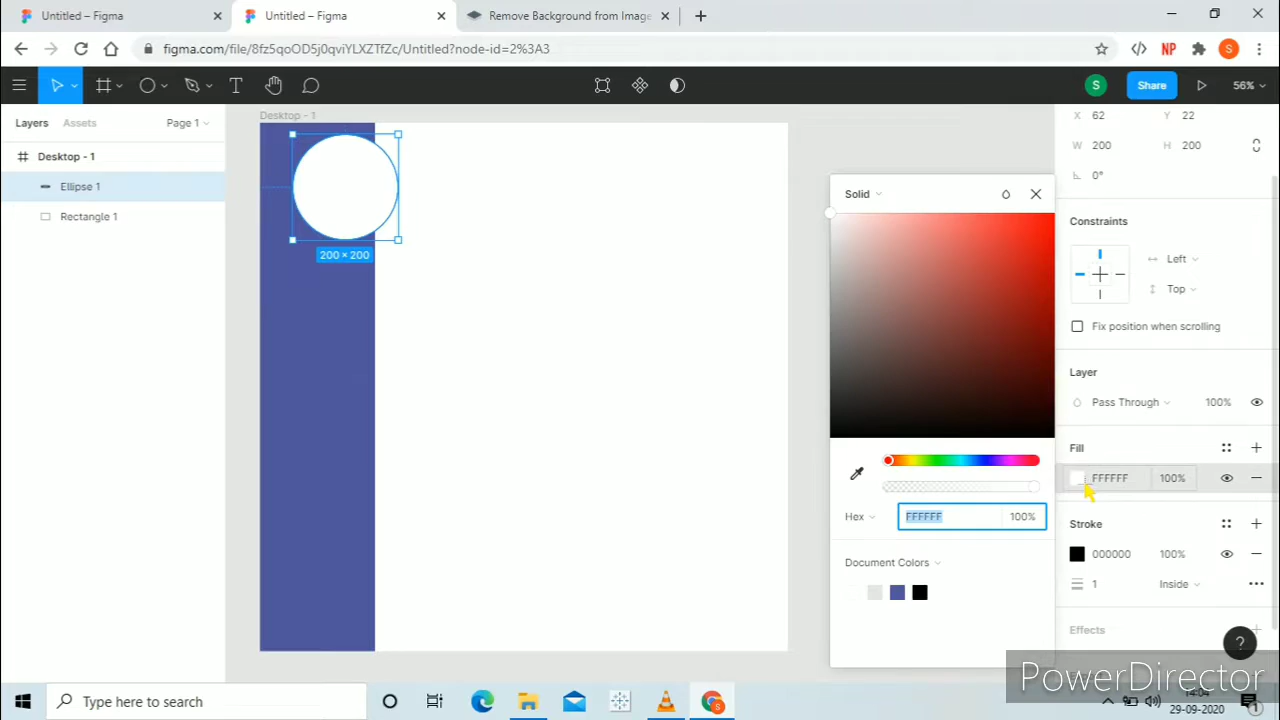 Untitled – Figma
Untitled – Figma
Remove Background from Image
figma.com/file/8fz5qoOD5j0qviYLXZTfZc/Untitled?node-id=2%3A3
NP
S
S
Share
56%
Layers
Assets
Page 1
Desktop - 1
Ellipse 1
Rectangle 1
Desktop - 1
200 × 200
Solid
Hex
FFFFFF
100%
Document Colors
X 62
Y 22
W 200
H 200
0°
Constraints
Left
Top
Fix position when scrolling
Layer
Pass Through
100%
Fill
FFFFFF
100%
Stroke
000000
100%
1
Inside
Effects
?
PowerDirector
Type here to search
S
14:04
29-09-2020
1